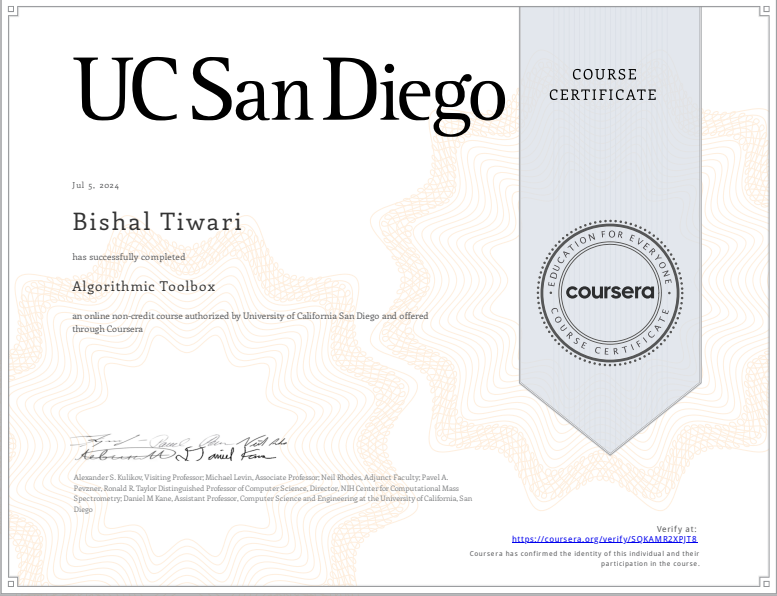 UC San Diego
COURSE
CERTIFICATE
Jul 5, 2024
Bishal Tiwari
has successfully completed
Algorithmic Toolbox
an online non-credit course authorized by University of California San Diego and offered
through Coursera
EDUCATION FOR EVERYONE
coursera
COURSE CERTIFICATE
Alexander S. Kulikov, Visiting Professor; Michael Levin, Associate Professor; Neil Rhodes, Adjunct Faculty; Pavel A.
Pevzner, Ronald R. Taylor Distinguished Professor of Computer Science, Director, NIH Center for Computational Mass
Spectrometry; Daniel M Kane, Assistant Professor, Computer Science and Engineering at the University of California, San
Diego
Verify at:
https://coursera.org/verify/SQKAMR2XPJT8
Coursera has confirmed the identity of this individual and their
participation in the course.